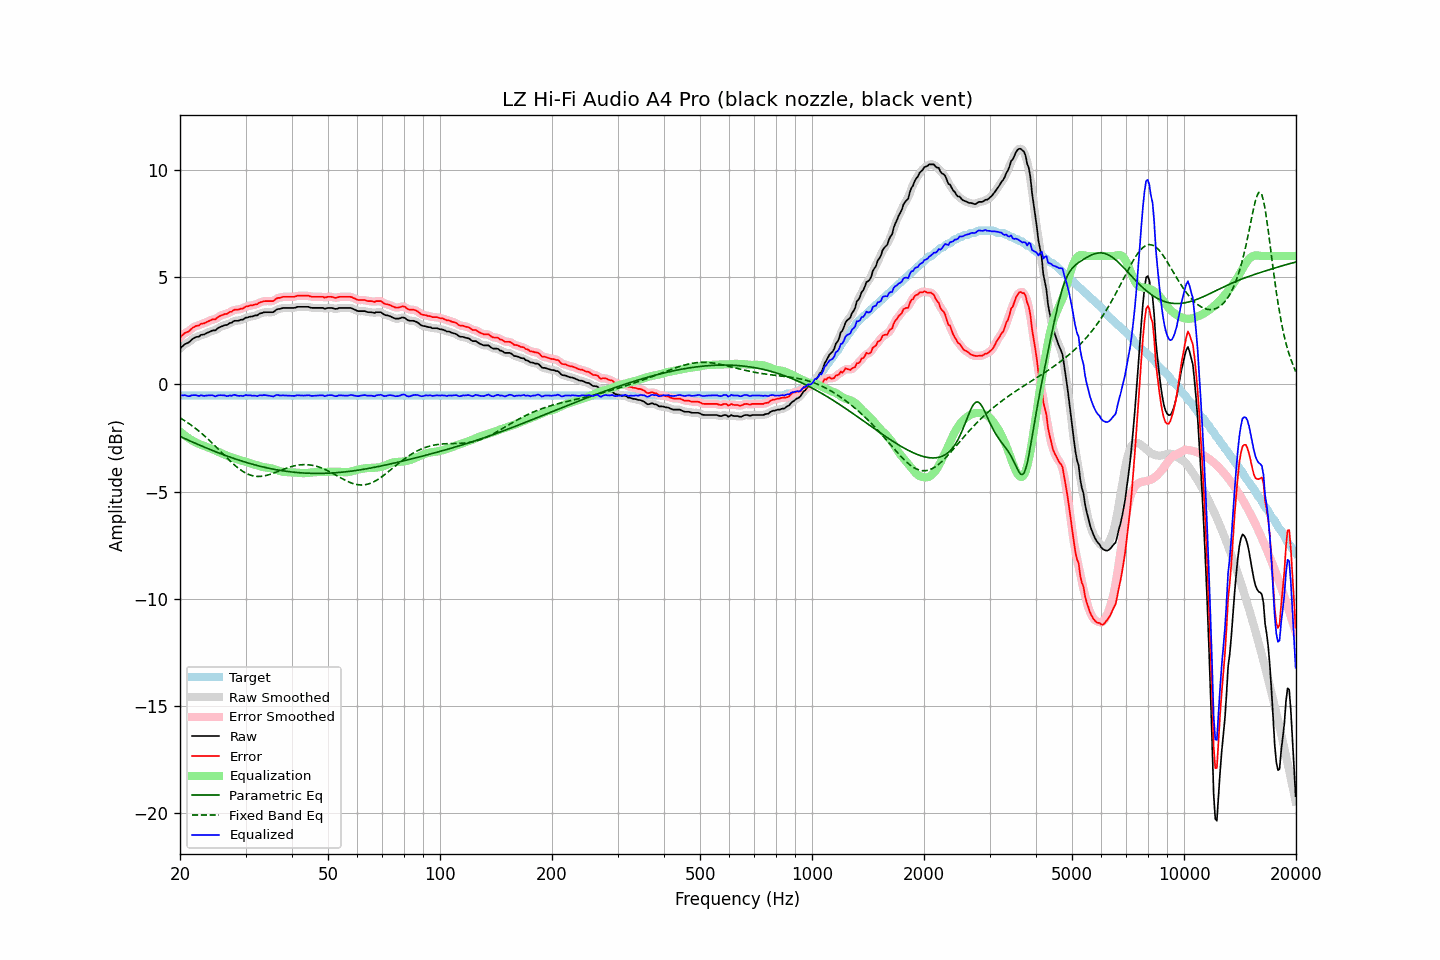 LZ Hi-Fi Audio A4 Pro (black nozzle, black vent)
10
5
0
−5
−10
−15
−20
Amplitude (dBr)
Target
Raw Smoothed
Error Smoothed
Raw
Error
Equalization
Parametric Eq
Fixed Band Eq
Equalized
20 50 100 200 500 1000 2000 5000 10000 20000
Frequency (Hz)